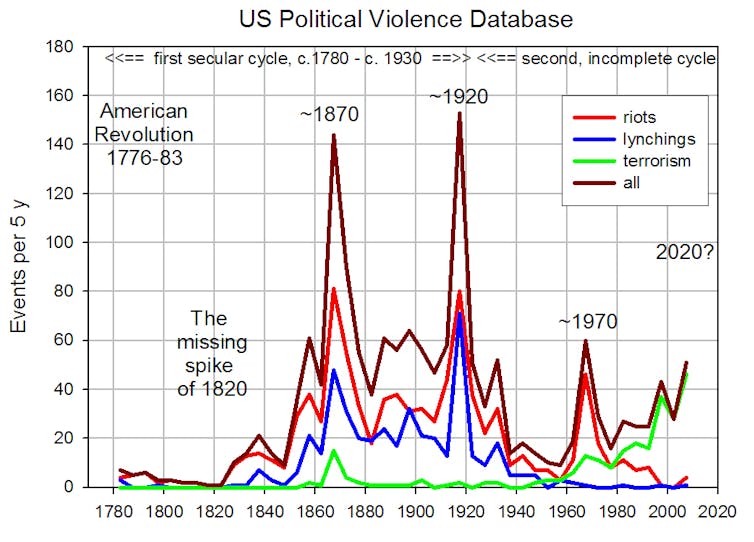 US Political Violence Database
<<== first secular cycle, c.1780 - c. 1930 ==>> <<== second, incomplete cycle
American
Revolution
1776-83
~1870
~1920
riots
lynchings
terrorism
all
2020?
The
missing
spike
of 1820
~1970
Events per 5 y
180
160
140
120
100
80
60
40
20
0
1780 1800 1820 1840 1860 1880 1900 1920 1940 1960 1980 2000 2020